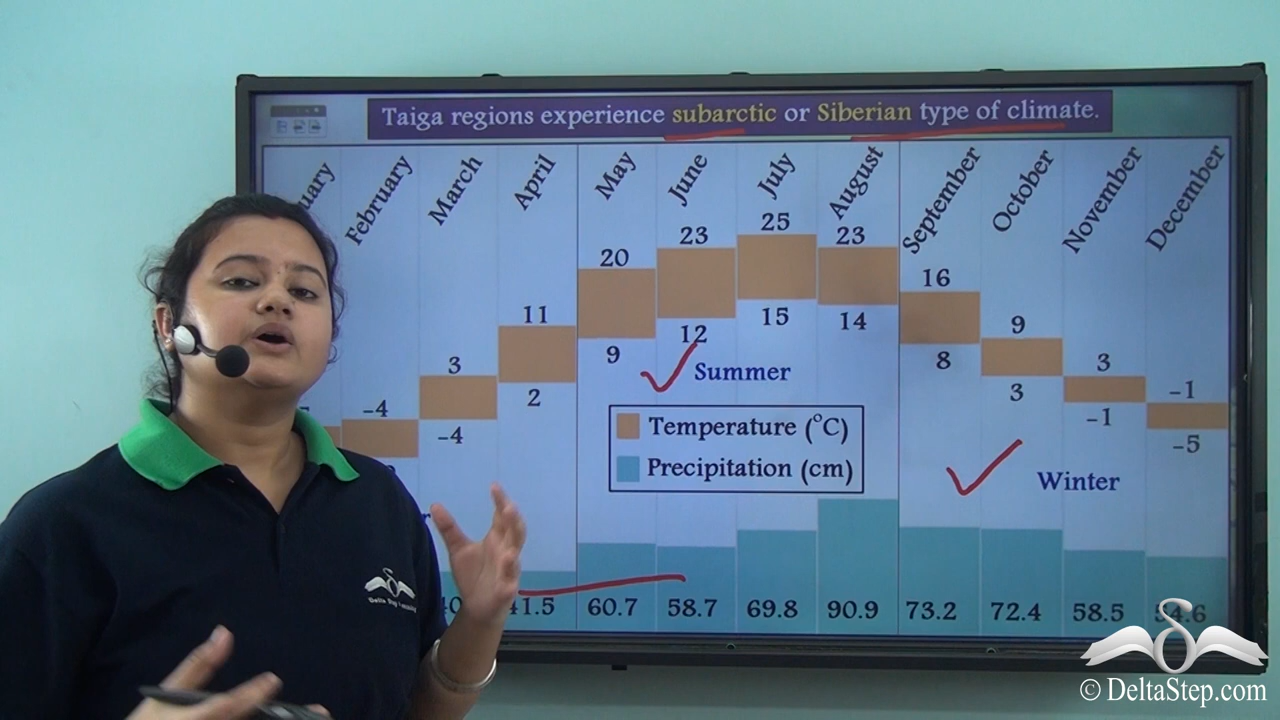 Taiga regions experience subarctic or Siberian type of climate.
February March April May June July August September October November December
20 23 25 23
11 16
9 12 15 14
3 2 8 9 3
-4 -4 3 -1 -1
-5
Summer
Temperature (°C)
Precipitation (cm)
Winter
41.5 60.7 58.7 69.8 90.9 73.2 72.4 58.5
Delta Step
© DeltaStep.com